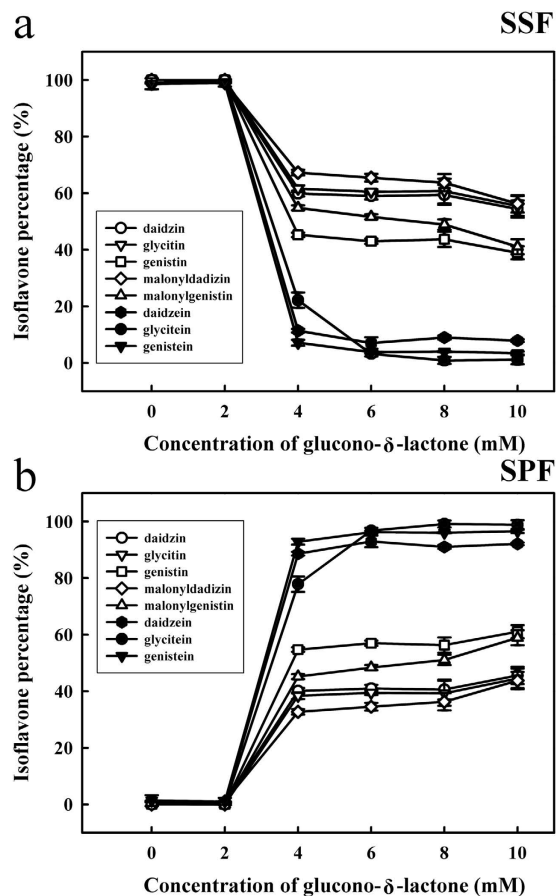 a
SSF
Isoflavone percentage (%)
100
80
60
40
20
0
daidzin
glycitin
genistin
malonyldadizin
malonylgenistin
daidzein
glycitein
genistein
0 2 4 6 8 10
Concentration of glucono-δ-lactone (mM)
b
SPF
Isoflavone percentage (%)
100
80
60
40
20
0
daidzin
glycitin
genistin
malonyldadizin
malonylgenistin
daidzein
glycitein
genistein
0 2 4 6 8 10
Concentration of glucono-δ-lactone (mM)